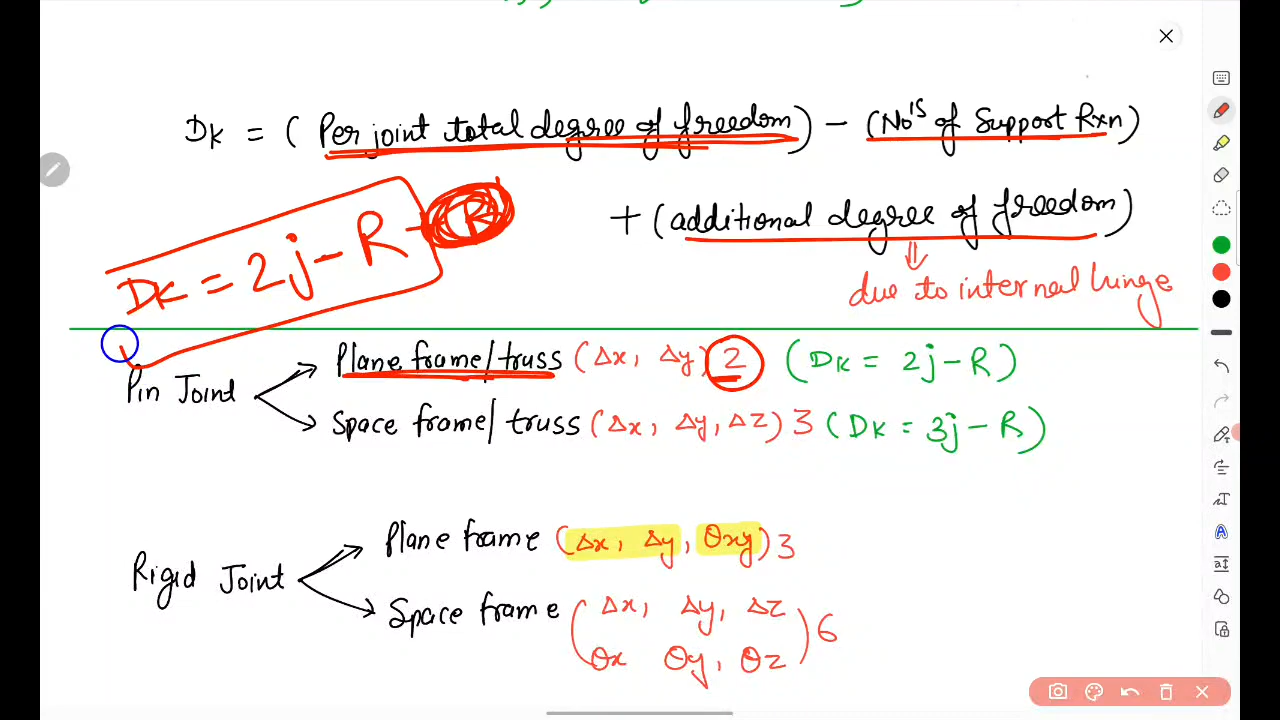 DK = (Per joint total degree of freedom) - (No'S of Support Rxn)
+ (additional degree of freedom)
DK = 2j - R
due to internal hinge
Pin Joint
Plane frame/truss (Δx, Δy) 2 (DK = 2j - R)
Space frame/truss (Δx, Δy, Δz) 3 (DK = 3j - R)
Rigid Joint
Plane frame (Δx, Δy, θxy) 3
Space frame (Δx, Δy, Δz
θx θy, θz) 6